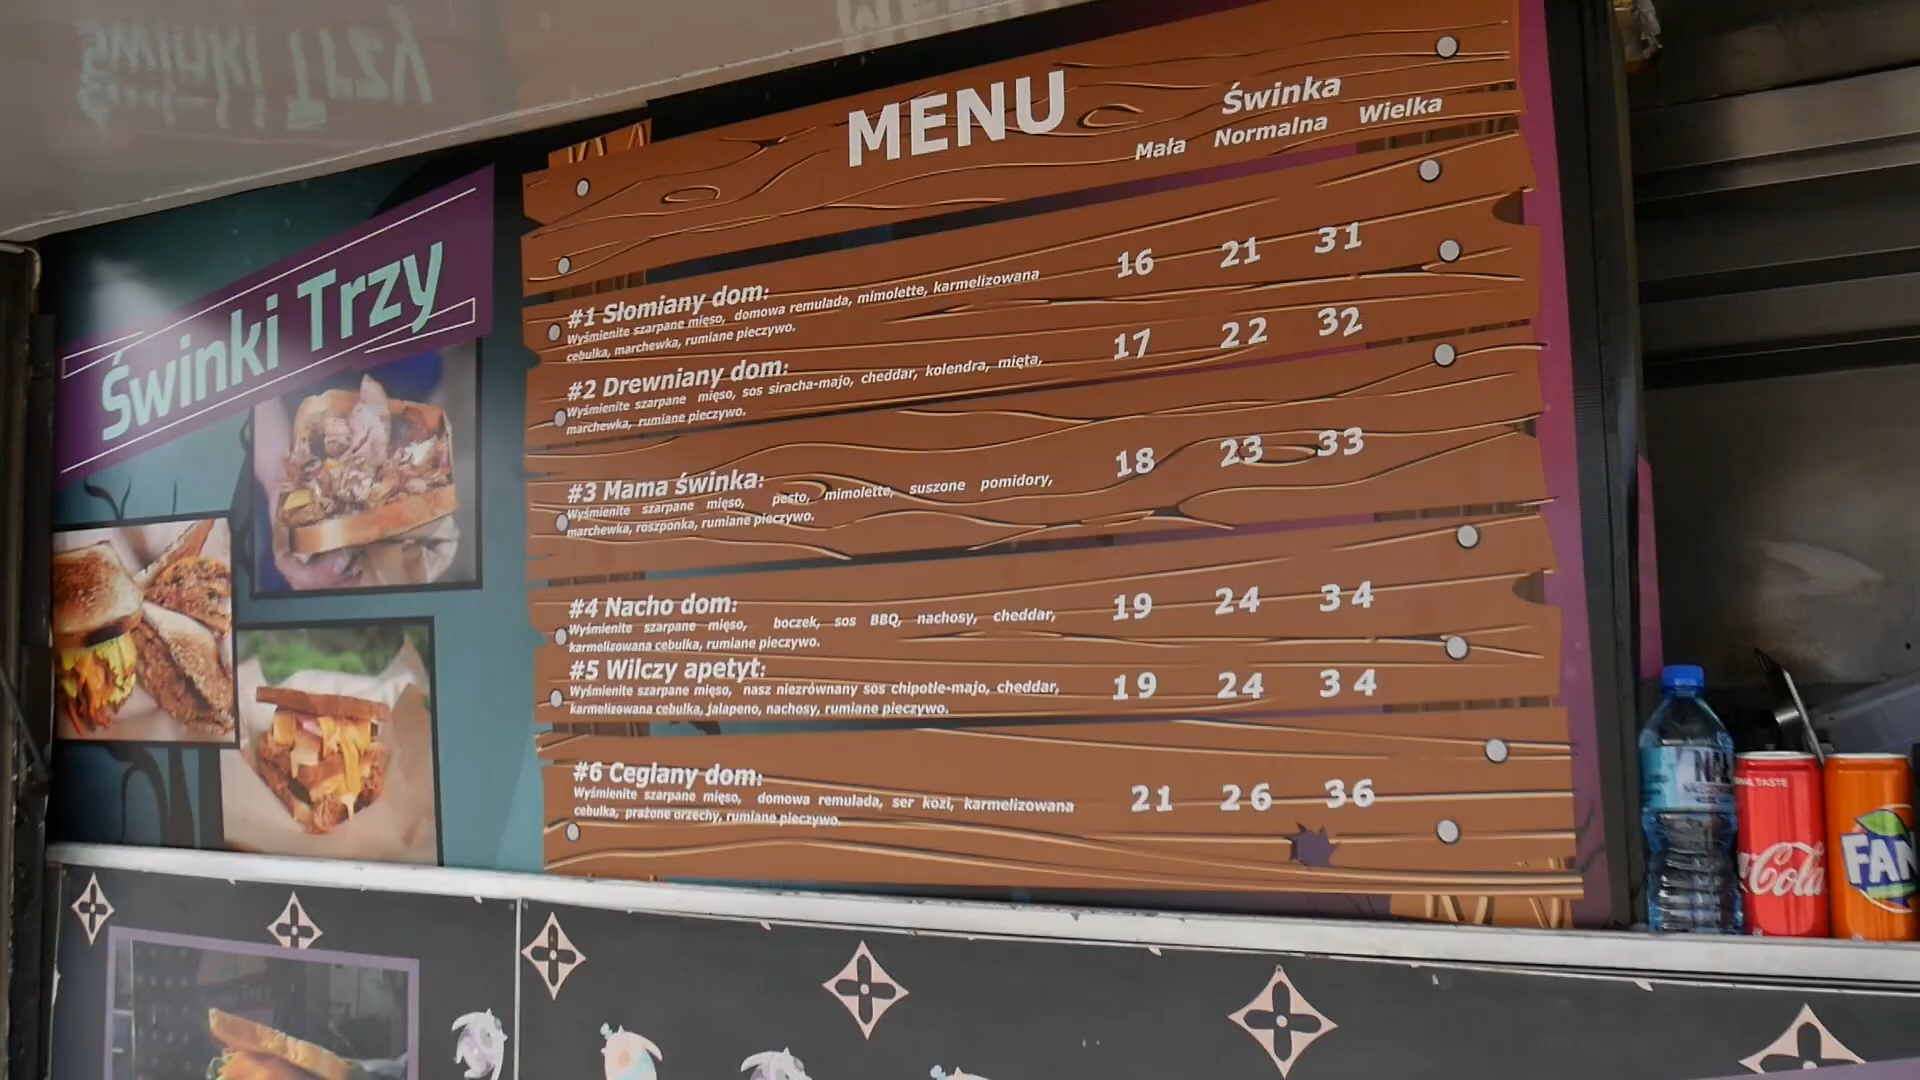 Świnki Trzy
MENU
Świnka
Mała Normalna Wielka
#1 Słomiany dom: 16 21 31
Wyśmienite szarpane mięso, domowa remulada, mimolette, karmelizowana
cebulka, marchewka, rumiane pieczywo.
#2 Drewniany dom: 17 22 32
Wyśmienite szarpane mięso, sos siracha-majo, cheddar, kolendra, mięta,
marchewka, rumiane pieczywo.
#3 Mama świnka: 18 23 33
Wyśmienite szarpane mięso, pesto, mimolette, suszone pomidory,
marchewka, roszponka, rumiane pieczywo.
#4 Nacho dom: 19 24 34
Wyśmienite szarpane mięso, boczek, sos BBQ, nachosy, cheddar,
karmelizowana cebulka, rumiane pieczywo.
#5 Wilczy apetyt: 19 24 34
Wyśmienite szarpane mięso, nasz niezrównany sos chipotle-majo, cheddar,
karmelizowana cebulka, jalapeno, nachosy, rumiane pieczywo.
#6 Ceglany dom: 21 26 36
Wyśmienite szarpane mięso, domowa remulada, ser kozi, karmelizowana
cebulka, prażone orzechy, rumiane pieczywo.
TASTE
Cola
FAN